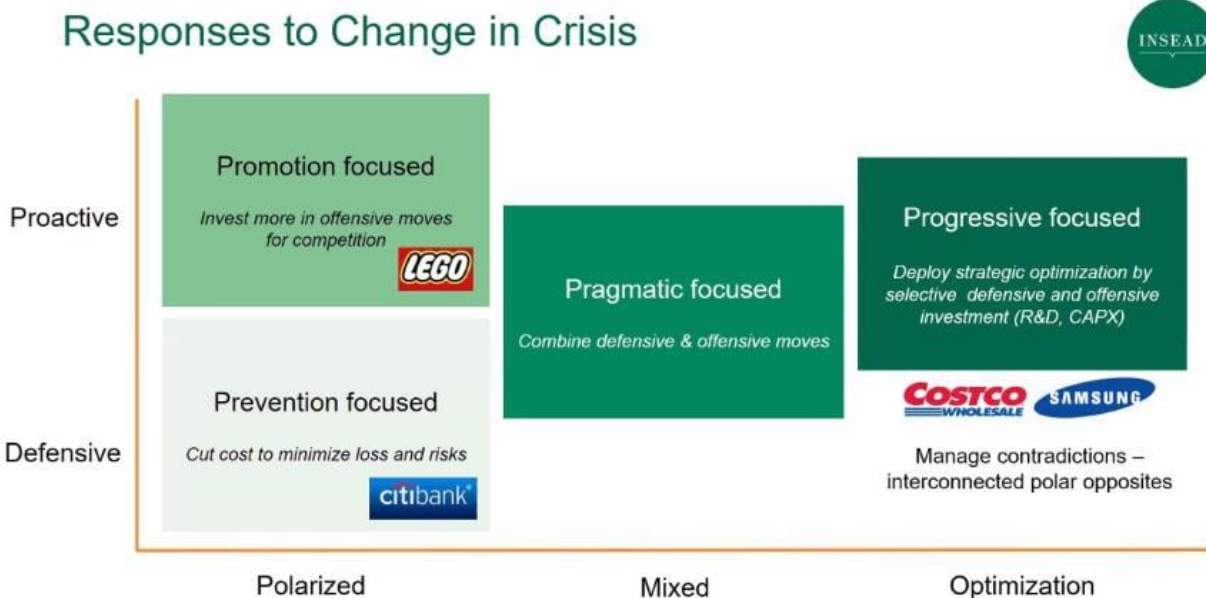 Responses to Change in Crisis
INSEAD
Proactive
Defensive
Promotion focused
Invest more in offensive moves
for competition
LEGO
Prevention focused
Cut cost to minimize loss and risks
citibank
Pragmatic focused
Combine defensive & offensive moves
Progressive focused
Deploy strategic optimization by
selective defensive and offensive
investment (R&D, CAPX)
COSTCO
WHOLESALE
SAMSUNG
Manage contradictions –
interconnected polar opposites
Polarized
Mixed
Optimization